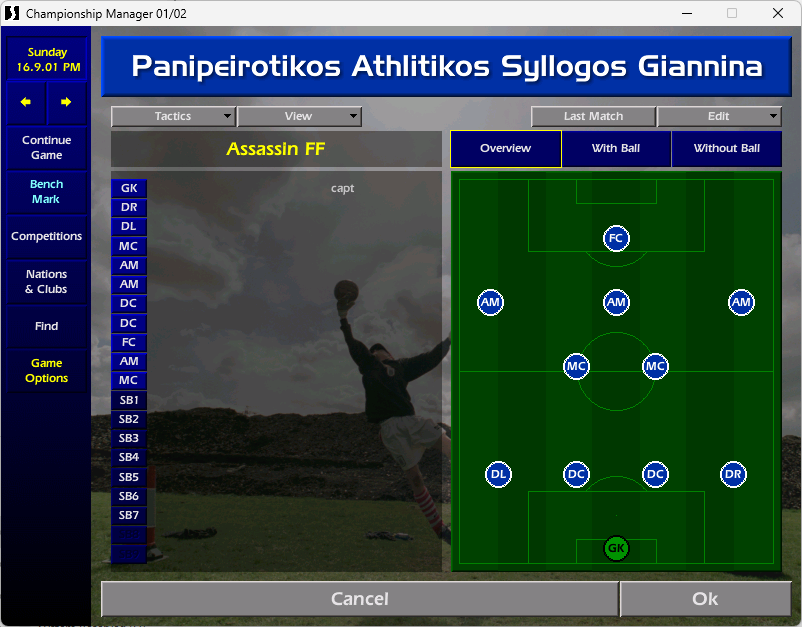 Championship Manager 01/02
Sunday
16.9.01 PM
Continue
Game
Bench
Mark
Competitions
Nations
& Clubs
Find
Game
Options
Panipeirotikos Athlitikos Syllogos Giannina
Tactics
View
Last Match
Edit
Assassin FF
Overview
With Ball
Without Ball
GK capt
DR
DL
MC
AM
AM
DC
DC
FC
AM
MC
SB1
SB2
SB3
SB4
SB5
SB6
SB7
FC
AM AM AM
MC MC
DL DC DC DR
GK
Cancel
Ok